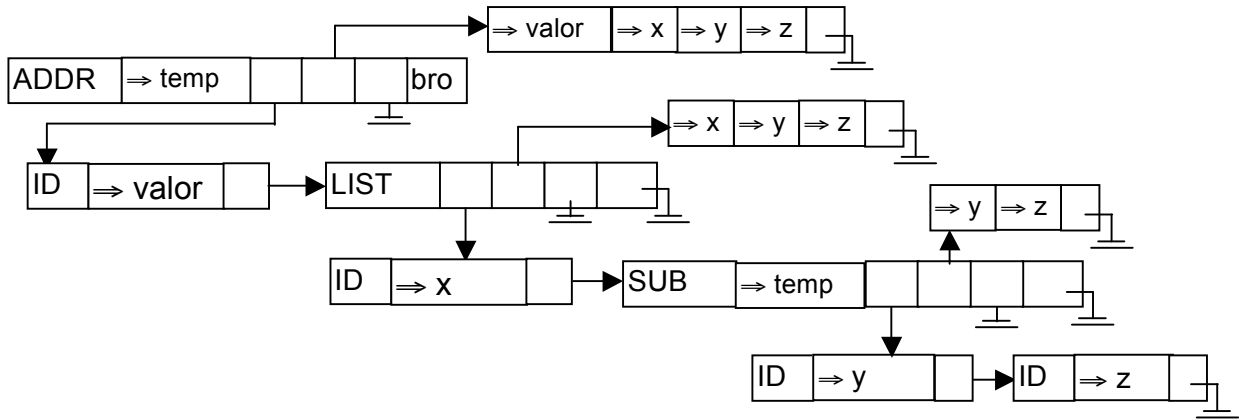 ⇒ valor ⇒ x ⇒ y ⇒ z
ADDR ⇒ temp bro
⇒ x ⇒ y ⇒ z
ID ⇒ valor LIST
⇒ y ⇒ z
ID ⇒ x SUB ⇒ temp
ID ⇒ y ID ⇒ z